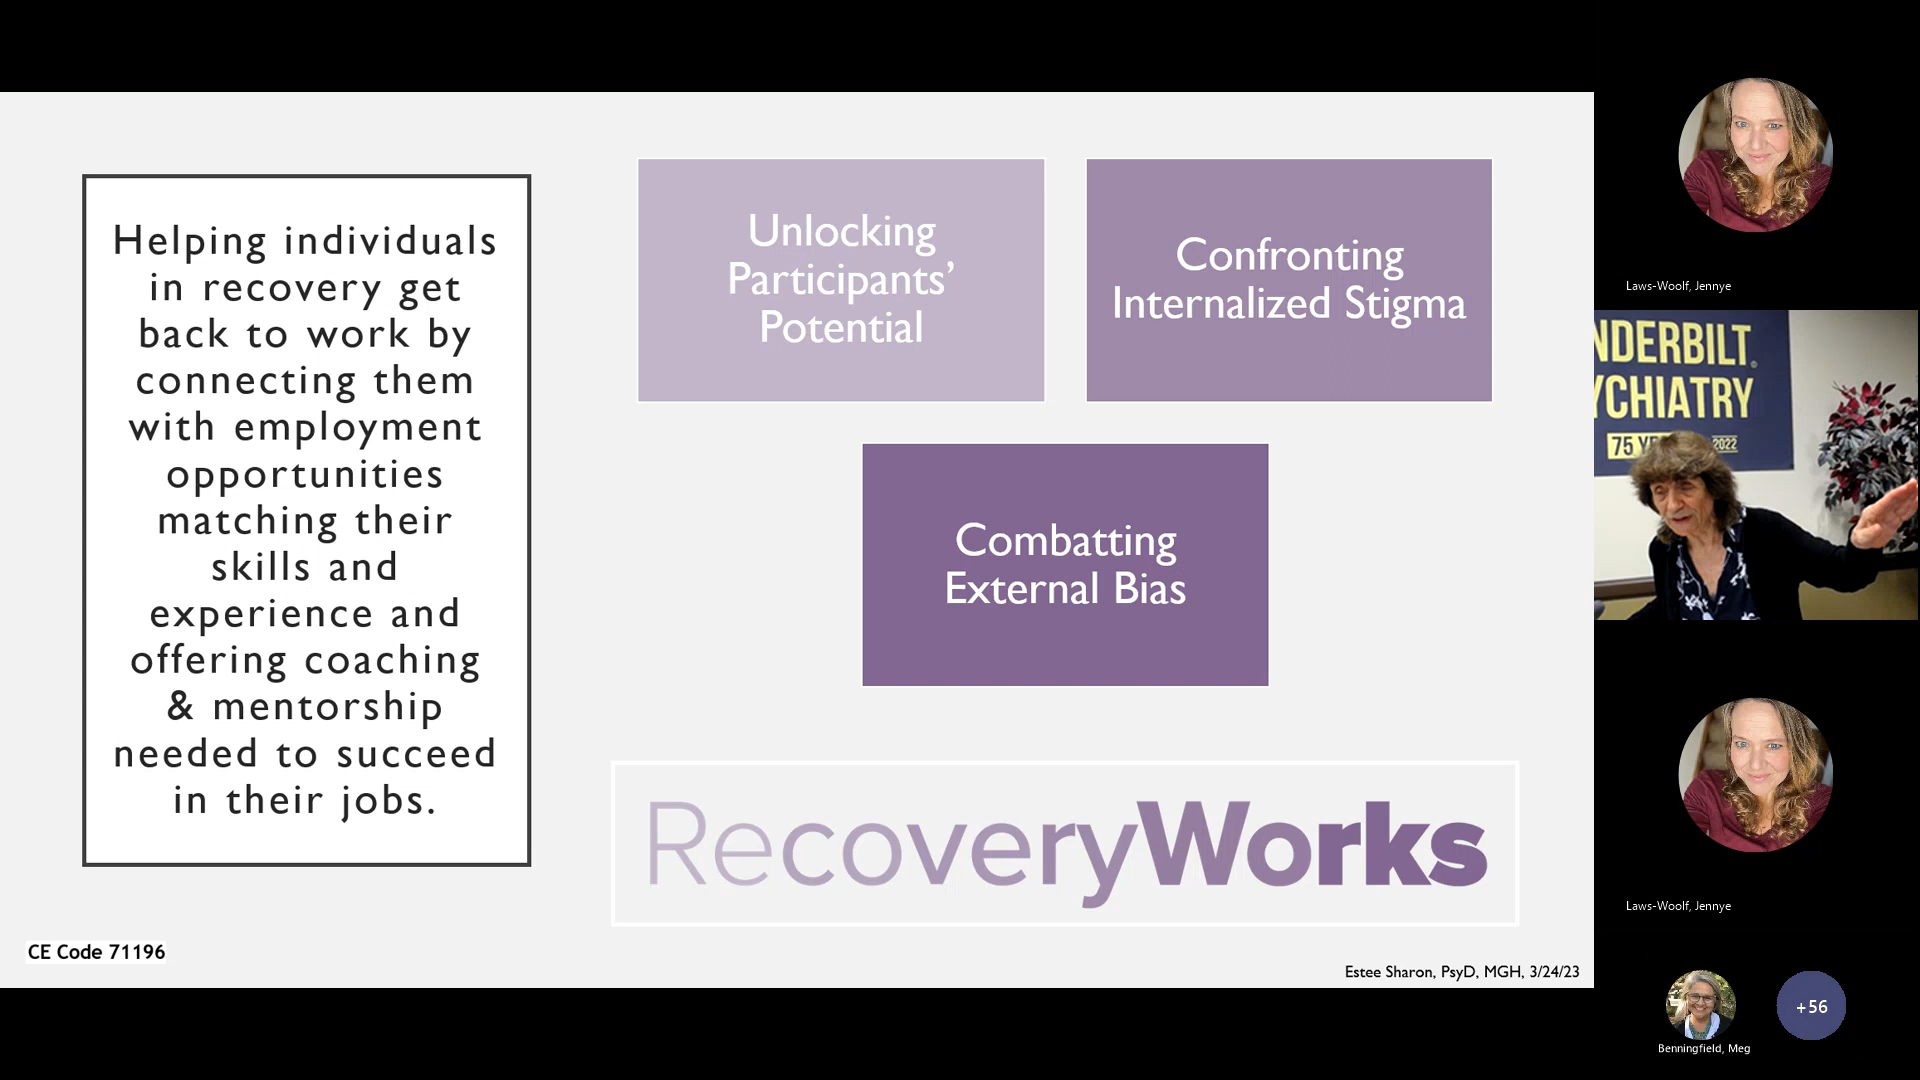 Helping individuals
in recovery get
back to work by
connecting them
with employment
opportunities
matching their
skills and
experience and
offering coaching
& mentorship
needed to succeed
in their jobs.
Unlocking
Participants’
Potential
Confronting
Internalized Stigma
Combatting
External Bias
RecoveryWorks
CE Code 71196
Estee Sharon, PsyD, MGH, 3/24/23
Laws-Woolf, Jennye
NDERBILT
YCHIATRY
75 YE
2022
Laws-Woolf, Jennye
Benningfield, Meg
+56